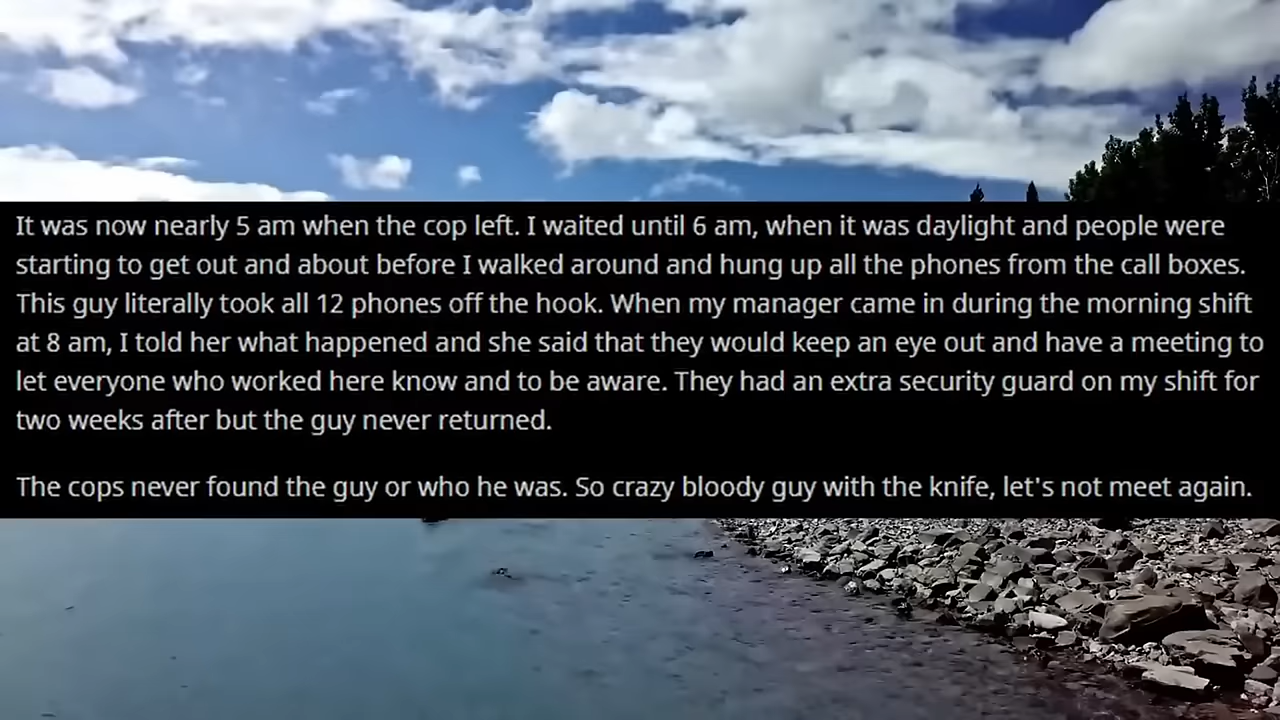 It was now nearly 5 am when the cop left. I waited until 6 am, when it was daylight and people were
starting to get out and about before I walked around and hung up all the phones from the call boxes.
This guy literally took all 12 phones off the hook. When my manager came in during the morning shift
at 8 am, I told her what happened and she said that they would keep an eye out and have a meeting to
let everyone who worked here know and to be aware. They had an extra security guard on my shift for
two weeks after but the guy never returned.
The cops never found the guy or who he was. So crazy bloody guy with the knife, let's not meet again.